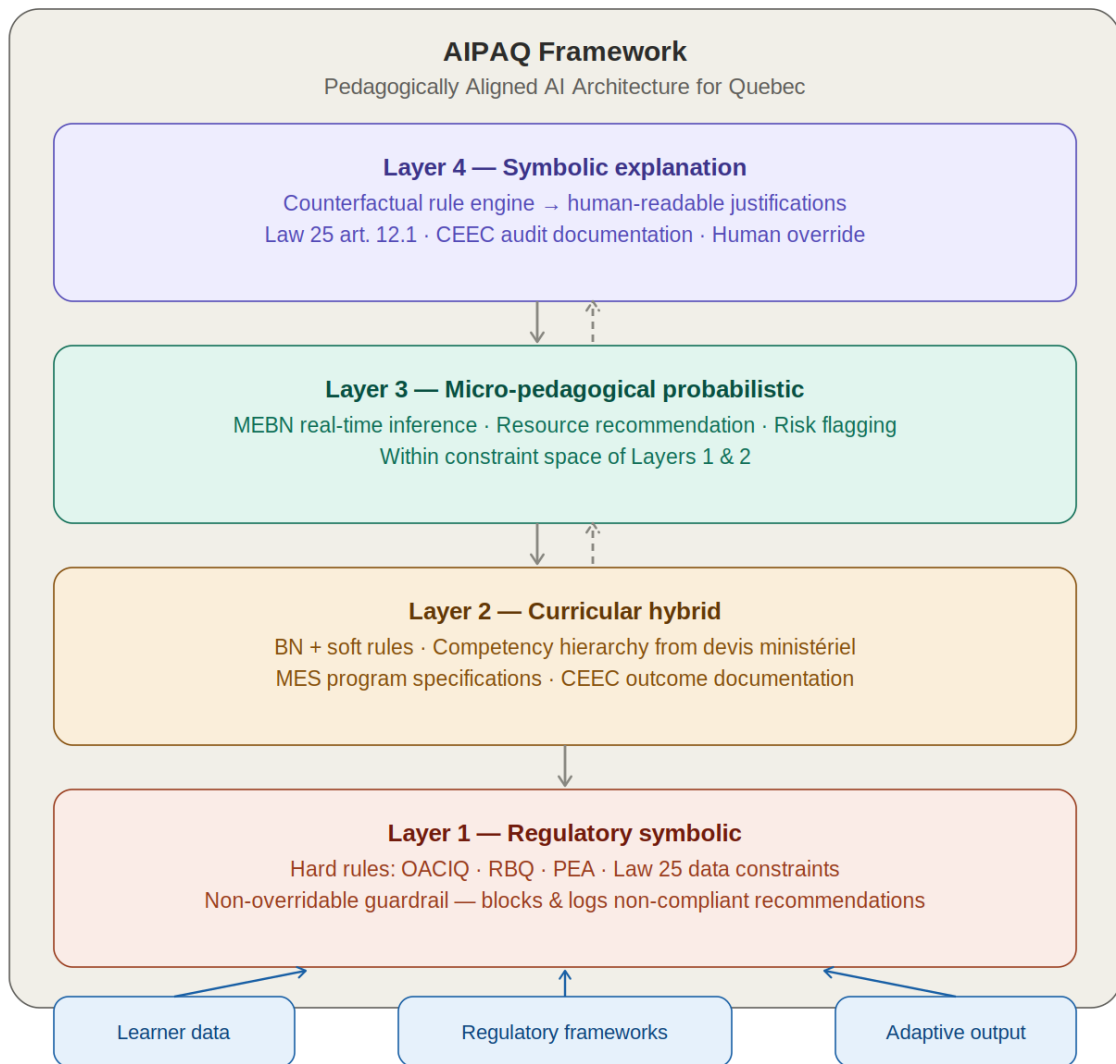 AIPAQ Framework
Pedagogically Aligned AI Architecture for Quebec
Layer 4 — Symbolic explanation
Counterfactual rule engine → human-readable justifications
Law 25 art. 12.1 · CEEC audit documentation · Human override
Layer 3 — Micro-pedagogical probabilistic
MEBN real-time inference · Resource recommendation · Risk flagging
Within constraint space of Layers 1 & 2
Layer 2 — Curricular hybrid
BN + soft rules · Competency hierarchy from devis ministériel
MES program specifications · CEEC outcome documentation
Layer 1 — Regulatory symbolic
Hard rules: OACIQ · RBQ · PEA · Law 25 data constraints
Non-overridable guardrail — blocks & logs non-compliant recommendations
Learner data
Regulatory frameworks
Adaptive output